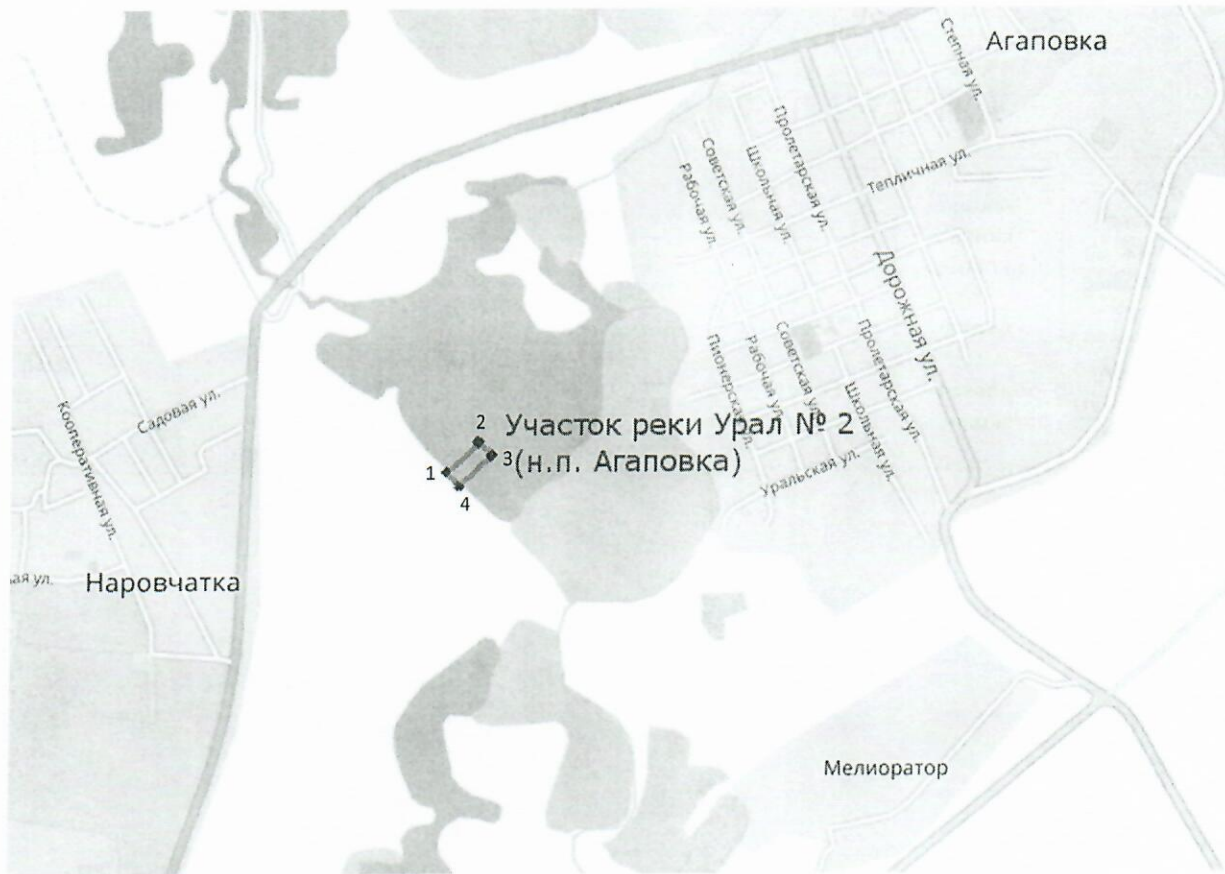 Агаповка
Степная ул.
Пролетарская ул.
Школьная ул.
Советская ул.
Рабочая ул.
Тепличная ул.
Дорожная ул.
Пионерская ул.
Рабочая ул.
Советская ул.
Пролетарская ул.
Школьная ул.
Уральская ул.
Садовая ул.
Кооперативная ул.
2
Участок реки Урал № 2
3
(н.п. Агаповка)
1
4
ая ул.
Наровчатка
Мелиоратор